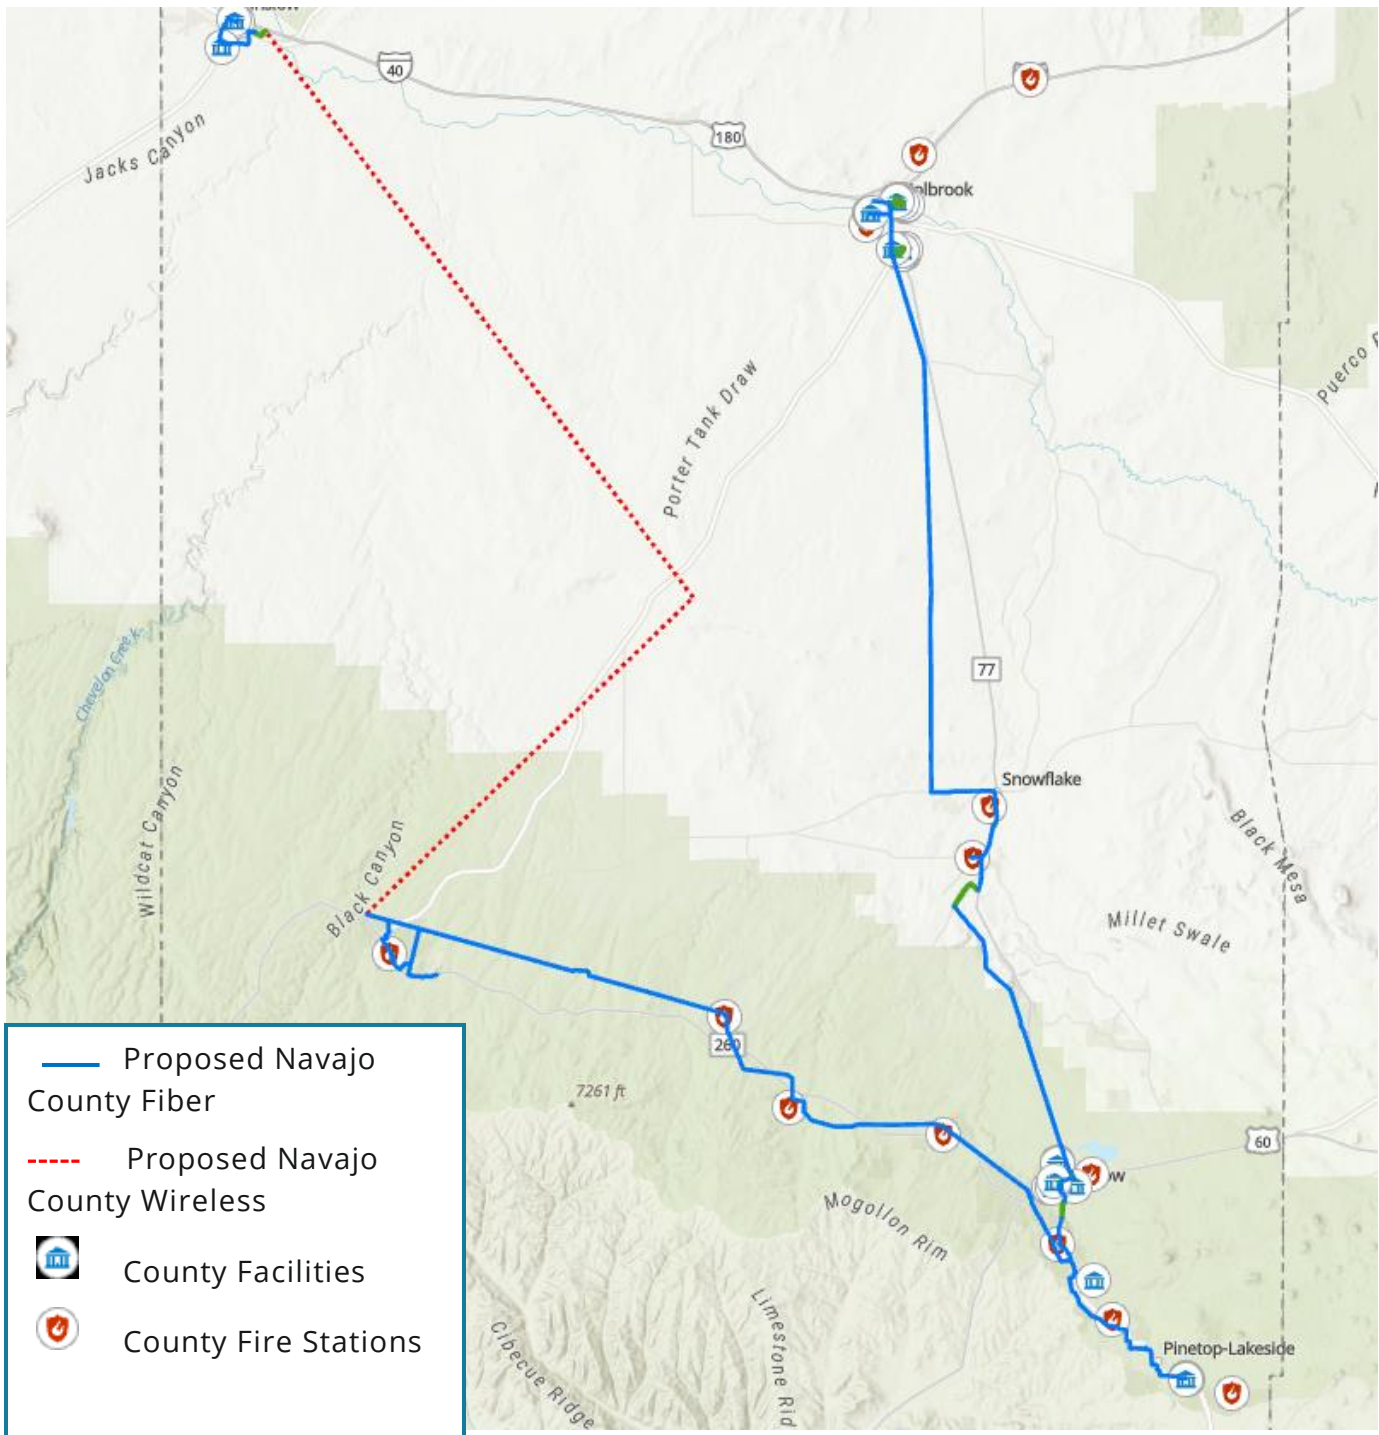 40
180
Jacks Canyon
Porter Tank Draw
Puerco
77
Snowflake
Chevelon Creek
Wildcat Canyon
Black Canyon
Black Mesa
Millet Swale
260
7261 ft
60
Mogollon Rim
Limestone Rid
Cibecue Ridge
Pinetop-Lakeside
Proposed Navajo
County Fiber
Proposed Navajo
County Wireless
County Facilities
County Fire Stations